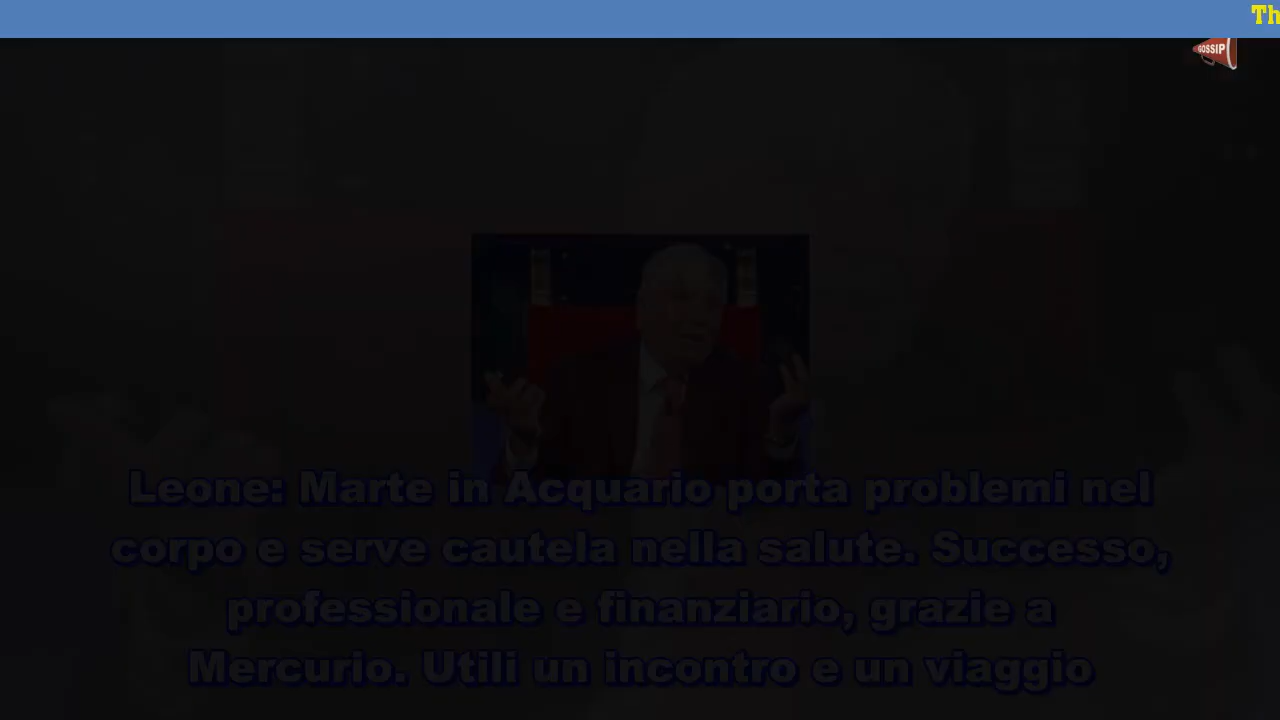 Th
GOSSIP
Leone: Marte in Acquario porta problemi nel
corpo e serve cautela nella salute. Successo,
professionale e finanziario, grazie a
Mercurio. Utili un incontro e un viaggio